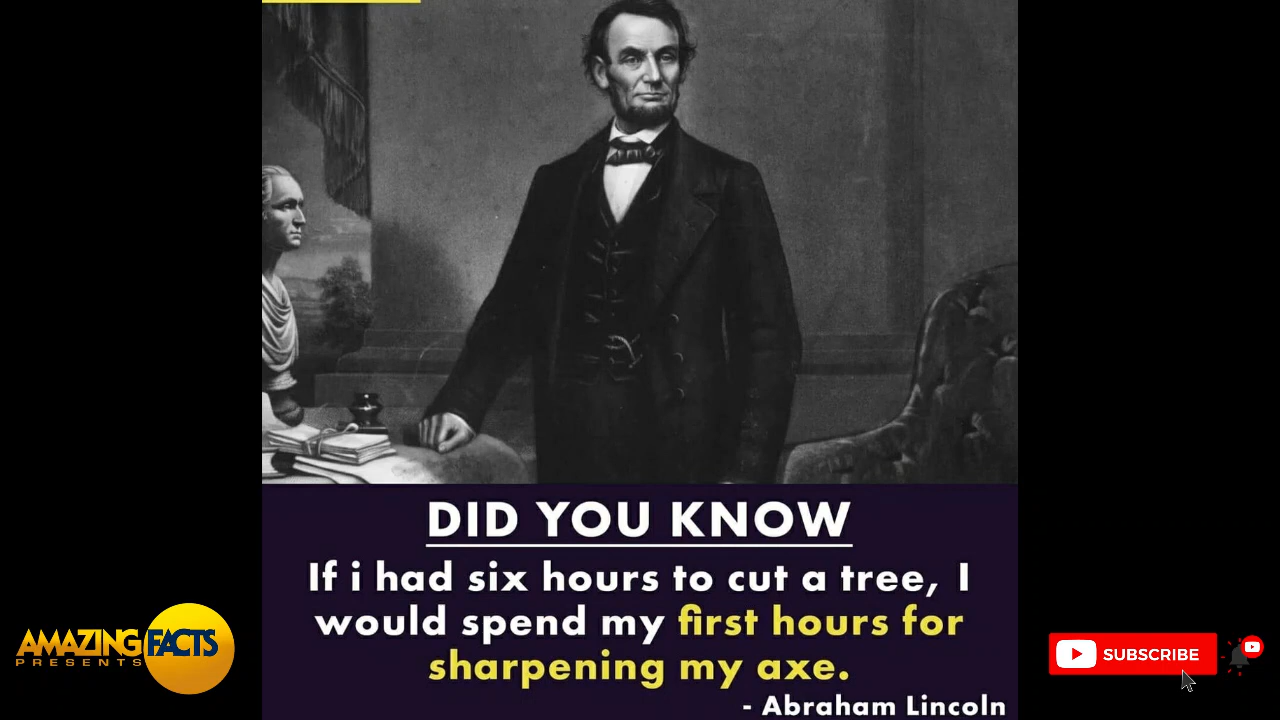 DID YOU KNOW
If i had six hours to cut a tree, I
would spend my first hours for
sharpening my axe.
- Abraham Lincoln
AMAZING FACTS
PRESENTS
SUBSCRIBE